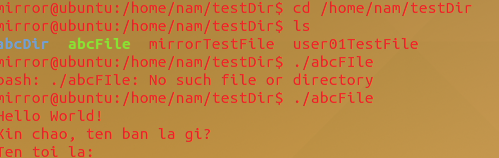 mirror@ubuntu:/home/nam/testDir$ cd /home/nam/testDir
mirror@ubuntu:/home/nam/testDir$ ls
abcDir abcFile mirrorTestFile user01TestFile
mirror@ubuntu:/home/nam/testDir$ ./abcFIle
bash: ./abcFIle: No such file or directory
mirror@ubuntu:/home/nam/testDir$ ./abcFile
Hello World!
Xin chao, ten ban la gi?
Ten toi la: